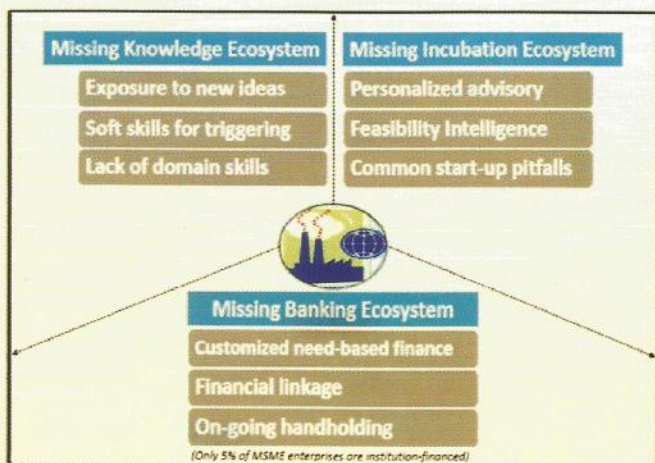 Missing Knowledge Ecosystem
Exposure to new ideas
Soft skills for triggering
Lack of domain skills
Missing Incubation Ecosystem
Personalized advisory
Feasibility Intelligence
Common start-up pitfalls
Missing Banking Ecosystem
Customized need-based finance
Financial linkage
On-going handholding
(Only 5% of MSME enterprises are institution-financed)